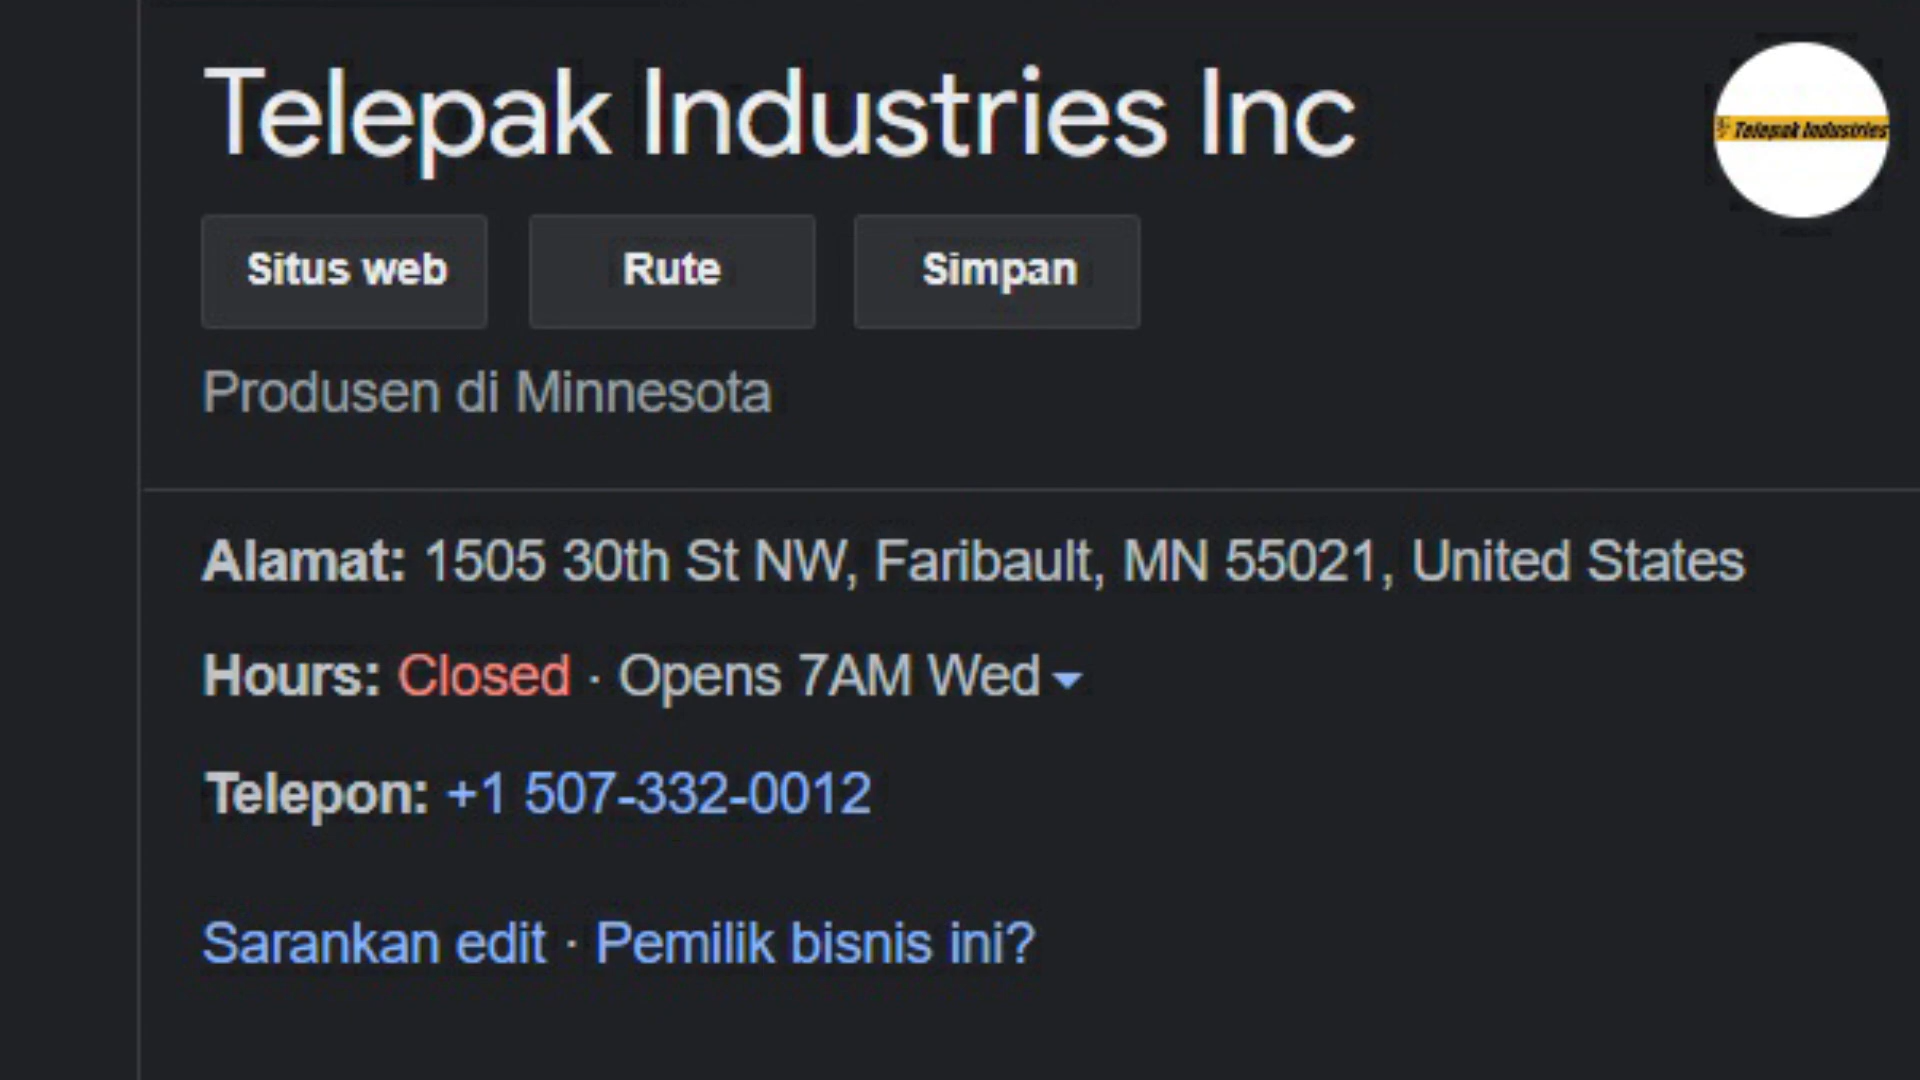 Telepak Industries Inc
Telepak Industries
Situs web
Rute
Simpan
Produsen di Minnesota
Alamat: 1505 30th St NW, Faribault, MN 55021, United States
Hours: Closed · Opens 7AM Wed
Telepon: +1 507-332-0012
Sarankan edit · Pemilik bisnis ini?